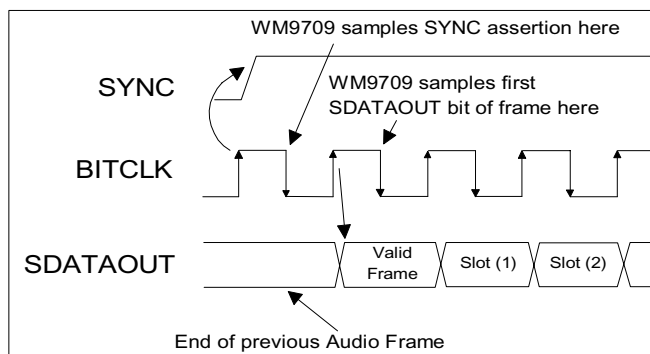 WM9709 samples SYNC assertion here
SYNC
WM9709 samples first
SDATAOUT bit of frame here
BITCLK
SDATAOUT
Valid
Frame
Slot (1)
Slot (2)
End of previous Audio Frame